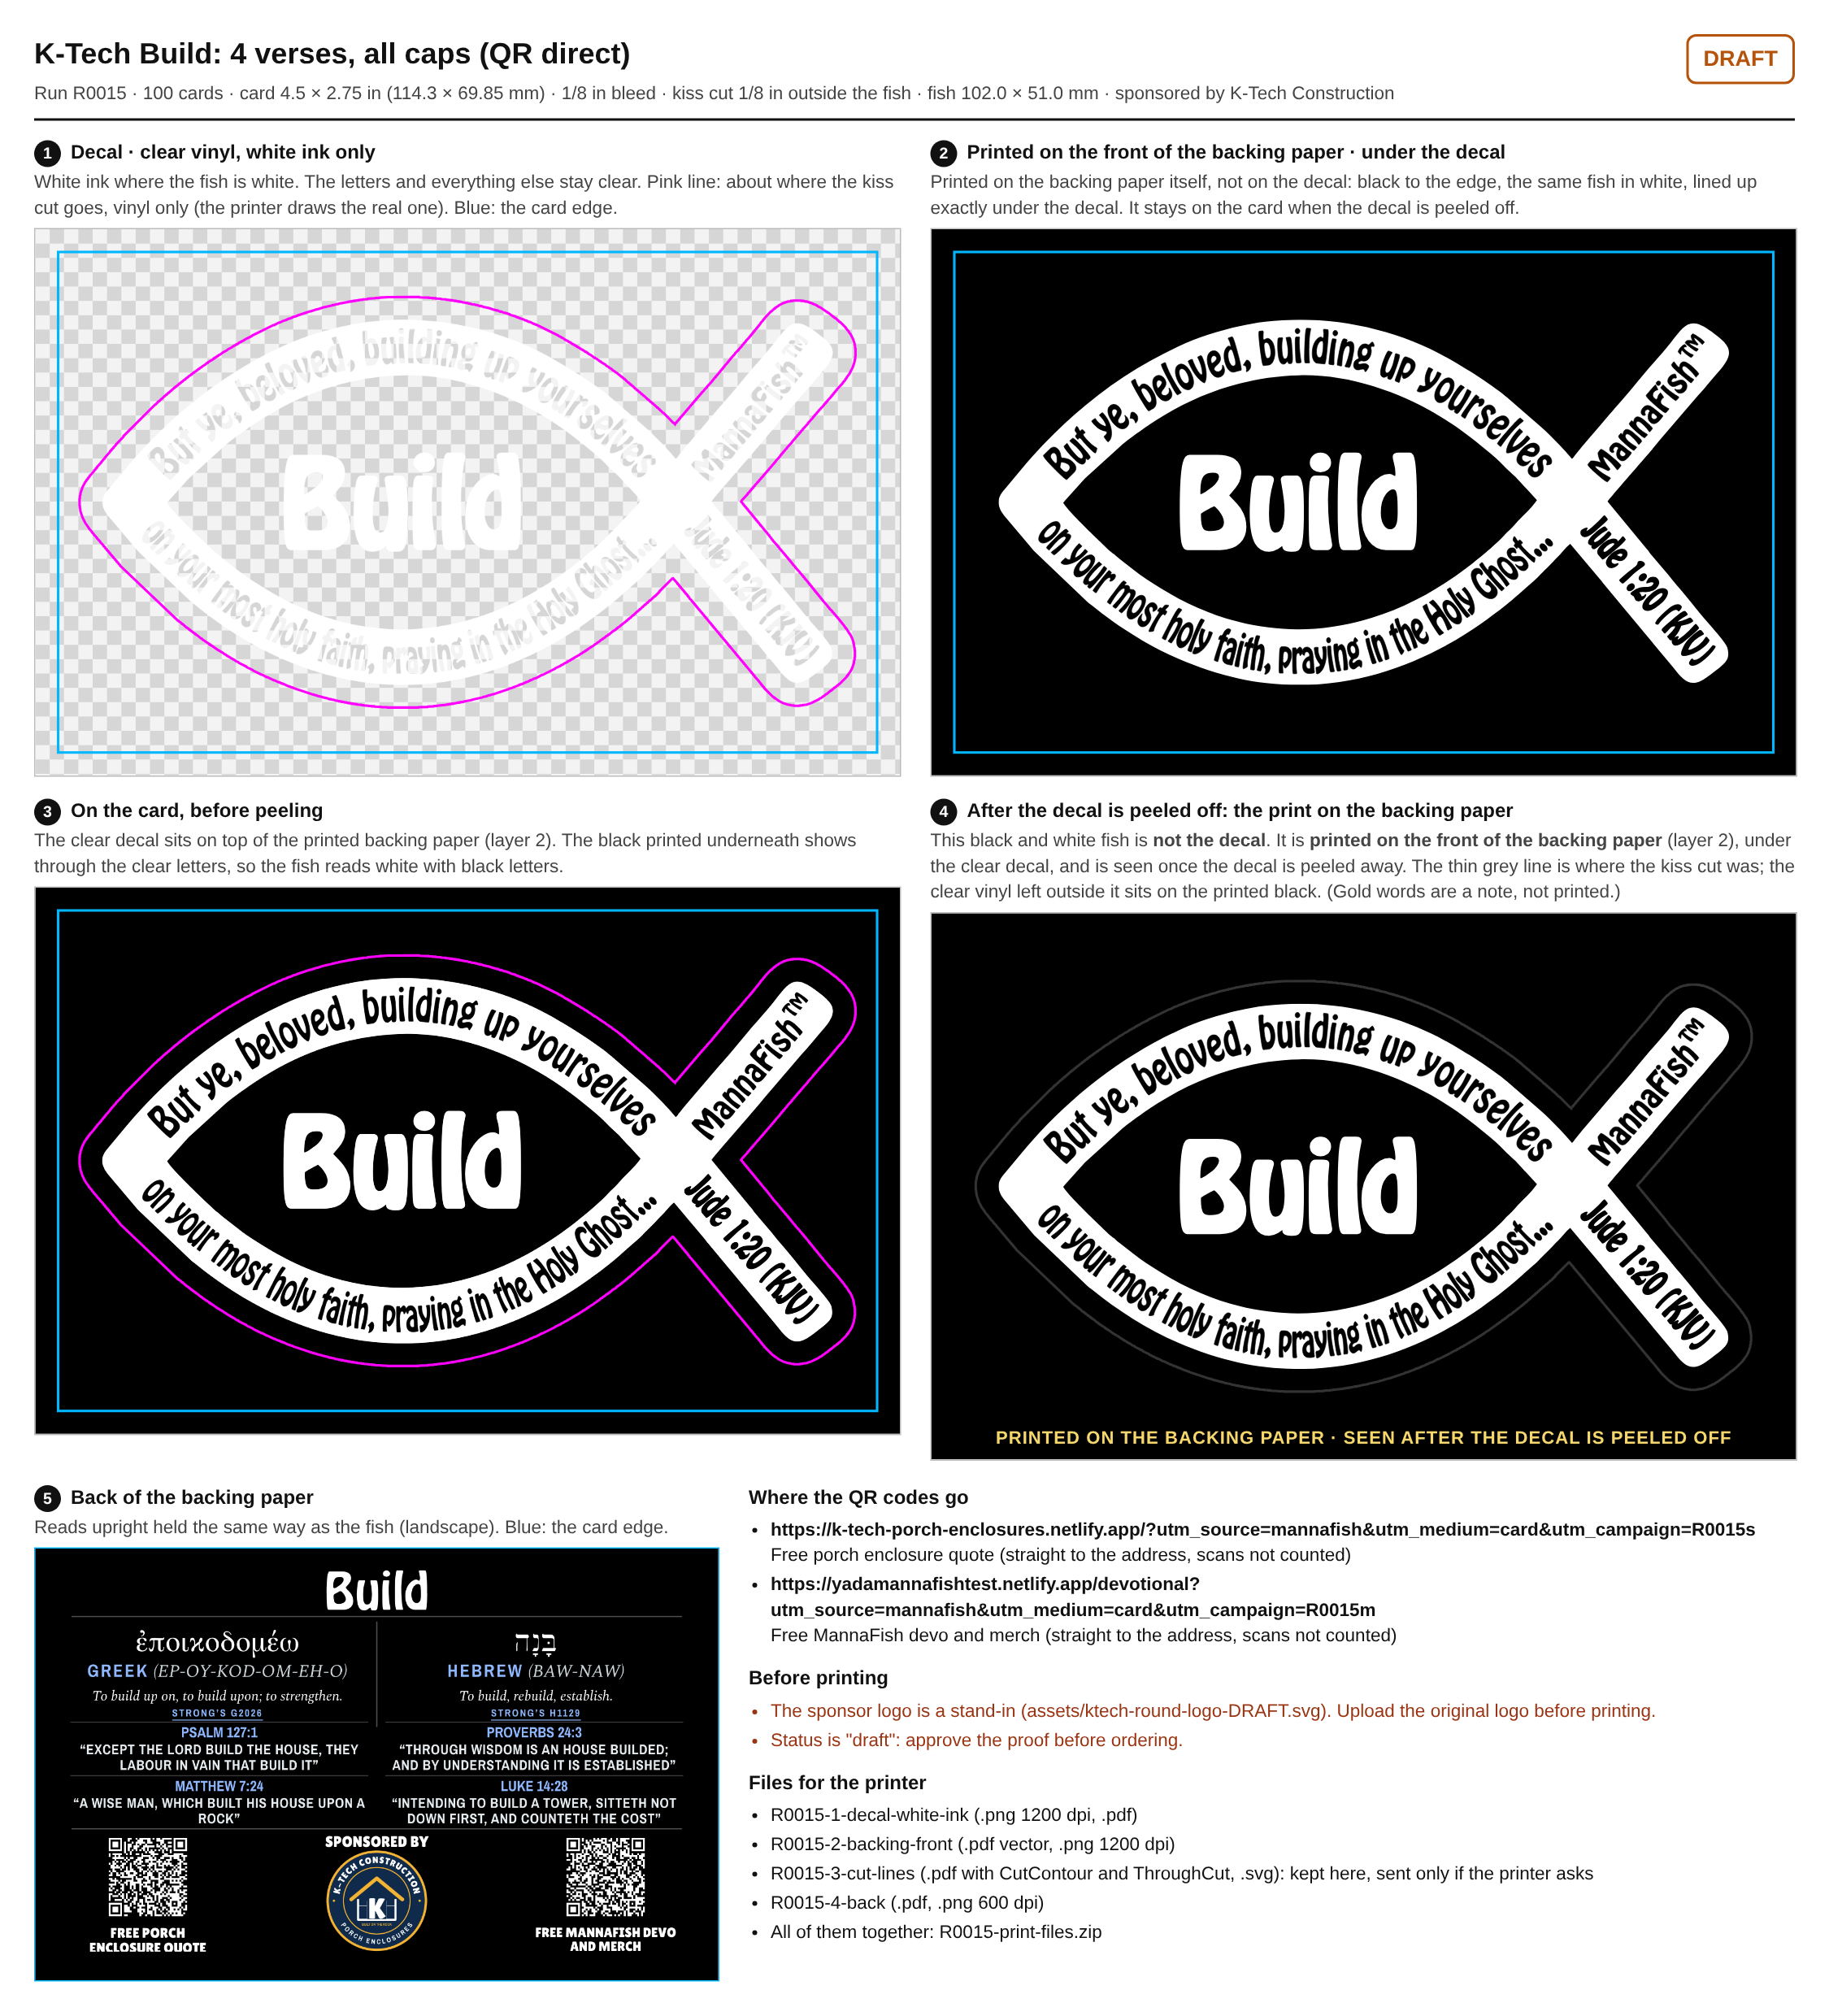 K-Tech Build: 4 verses, all caps (QR direct)
DRAFT
Run R0015 · 100 cards · card 4.5 × 2.75 in (114.3 × 69.85 mm) · 1/8 in bleed · kiss cut 1/8 in outside the fish · fish 102.0 × 51.0 mm · sponsored by K-Tech Construction
1 Decal · clear vinyl, white ink only
White ink where the fish is white. The letters and everything else stay clear. Pink line: about where the kiss
cut goes, vinyl only (the printer draws the real one). Blue: the card edge.
But ye, beloved, building up yourselves
MannaFish™
Build
on your most holy faith, praying in the Holy Ghost...
Jude 1:20 (KJV)
2 Printed on the front of the backing paper · under the decal
Printed on the backing paper itself, not on the decal: black to the edge, the same fish in white, lined up
exactly under the decal. It stays on the card when the decal is peeled off.
But ye, beloved, building up yourselves
MannaFish™
Build
on your most holy faith, praying in the Holy Ghost...
Jude 1:20 (KJV)
3 On the card, before peeling
The clear decal sits on top of the printed backing paper (layer 2). The black printed underneath shows
through the clear letters, so the fish reads white with black letters.
But ye, beloved, building up yourselves
MannaFish™
Build
on your most holy faith, praying in the Holy Ghost...
Jude 1:20 (KJV)
4 After the decal is peeled off: the print on the backing paper
This black and white fish is not the decal. It is printed on the front of the backing paper (layer 2), under
the clear decal, and is seen once the decal is peeled away. The thin grey line is where the kiss cut was; the
clear vinyl left outside it sits on the printed black. (Gold words are a note, not printed.)
But ye, beloved, building up yourselves
MannaFish™
Build
on your most holy faith, praying in the Holy Ghost...
Jude 1:20 (KJV)
PRINTED ON THE BACKING PAPER · SEEN AFTER THE DECAL IS PEELED OFF
5 Back of the backing paper
Reads upright held the same way as the fish (landscape). Blue: the card edge.
Build
ἐποικοδομέω
GREEK (EP-OY-KOD-OM-EH-O)
To build up on, to build upon; to strengthen.
STRONG'S G2026
בָּנָה
HEBREW (BAW-NAW)
To build, rebuild, establish.
STRONG'S H1129
PSALM 127:1
“EXCEPT THE LORD BUILD THE HOUSE, THEY
LABOUR IN VAIN THAT BUILD IT”
PROVERBS 24:3
“THROUGH WISDOM IS AN HOUSE BUILDED;
AND BY UNDERSTANDING IT IS ESTABLISHED”
MATTHEW 7:24
“A WISE MAN, WHICH BUILT HIS HOUSE UPON A
ROCK”
LUKE 14:28
“INTENDING TO BUILD A TOWER, SITTETH NOT
DOWN FIRST, AND COUNTETH THE COST”
FREE PORCH
ENCLOSURE QUOTE
SPONSORED BY
K-TECH CONSTRUCTION
K
PORCH ENCLOSURES
FREE MANNAFISH DEVO
AND MERCH
Where the QR codes go
• https://k-tech-porch-enclosures.netlify.app/?utm_source=mannafish&utm_medium=card&utm_campaign=R0015s
Free porch enclosure quote (straight to the address, scans not counted)
• https://yadamannafishtest.netlify.app/devotional?
utm_source=mannafish&utm_medium=card&utm_campaign=R0015m
Free MannaFish devo and merch (straight to the address, scans not counted)
Before printing
• The sponsor logo is a stand-in (assets/ktech-round-logo-DRAFT.svg). Upload the original logo before printing.
• Status is "draft": approve the proof before ordering.
Files for the printer
• R0015-1-decal-white-ink (.png 1200 dpi, .pdf)
• R0015-2-backing-front (.pdf vector, .png 1200 dpi)
• R0015-3-cut-lines (.pdf with CutContour and ThroughCut, .svg): kept here, sent only if the printer asks
• R0015-4-back (.pdf, .png 600 dpi)
• All of them together: R0015-print-files.zip